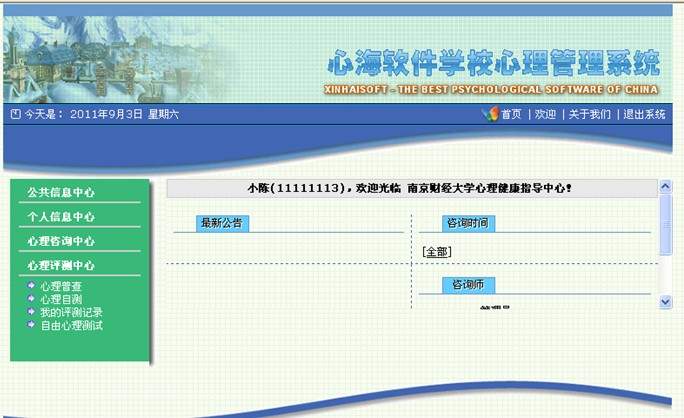 心海软件学校心理管理系统
XINHAISOFT - THE BEST PSYCHOLOGICAL SOFTWARE OF CHINA
今天是： 2011年9月3日 星期六
首页 | 欢迎 | 关于我们 | 退出系统
公共信息中心
个人信息中心
心理咨询中心
心理评测中心
心理普查
心理自测
我的评测记录
自由心理测试
小陈(11111113)，欢迎光临 南京财经大学心理健康指导中心!
最新公告
咨询时间
[全部]
咨询师